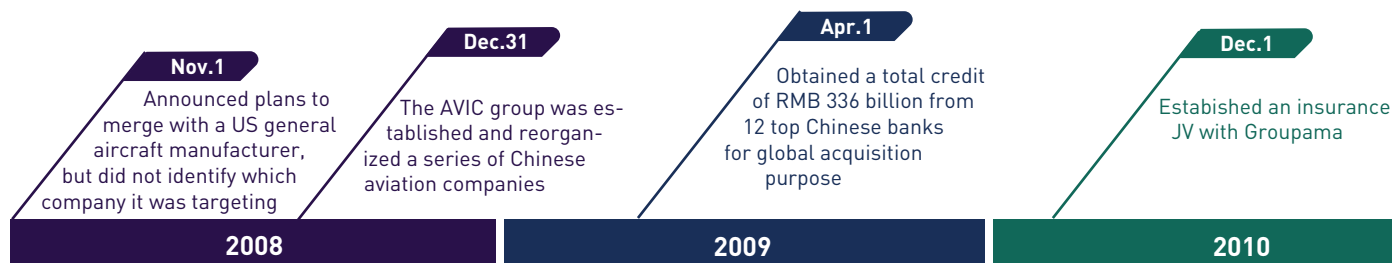 Nov.1
Announced plans to
merge with a US general
aircraft manufacturer,
but did not identify which
company it was targeting
Dec.31
The AVIC group was es-
tablished and reorgan-
ized a series of Chinese
aviation companies
Apr.1
Obtained a total credit
of RMB 336 billion from
12 top Chinese banks
for global acquisition
purpose
Dec.1
Estabished an insurance
JV with Groupama
2008
2009
2010